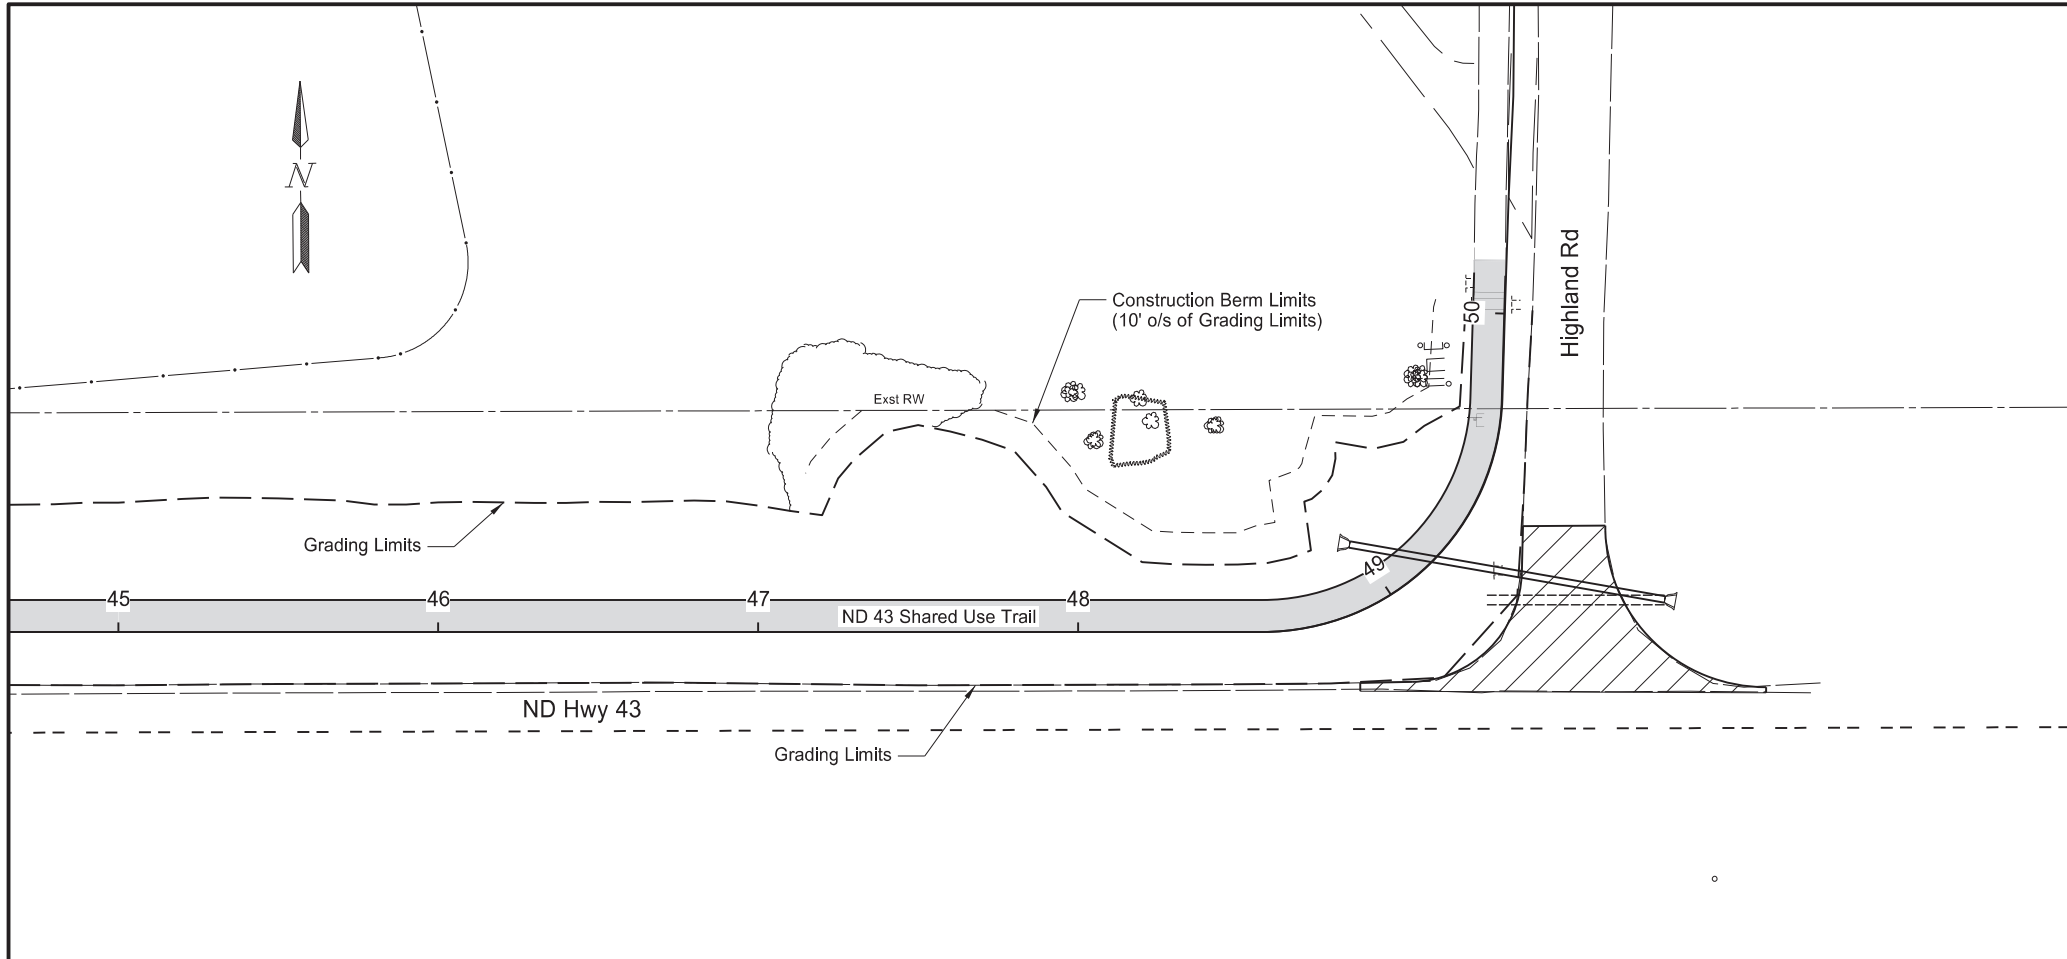 N
Highland Rd
Construction Berm Limits
(10' o/s of Grading Limits)
50
Exst RW
Grading Limits
49
45
46
47
48
ND 43 Shared Use Trail
ND Hwy 43
Grading Limits